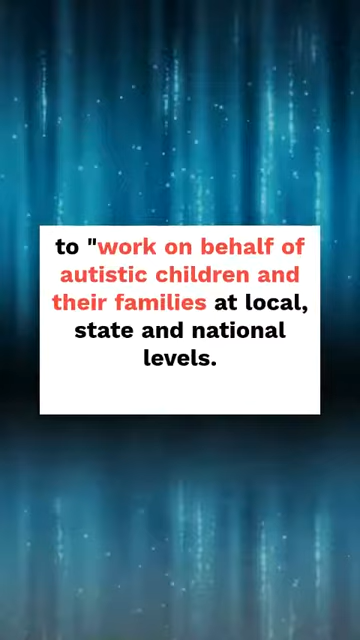 to "work on behalf of
autistic children and
their families at local,
state and national
levels.